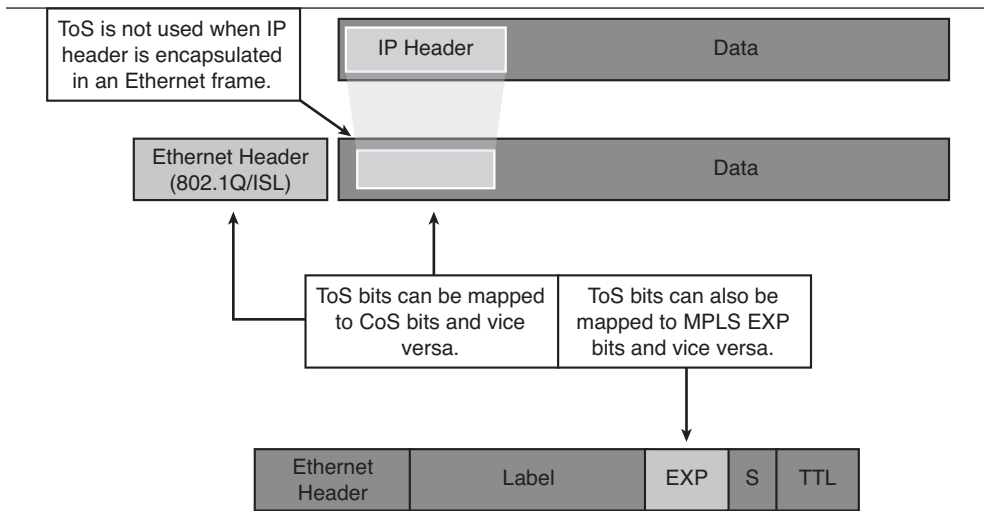 ToS is not used when IP
header is encapsulated
in an Ethernet frame.
IP Header
Data
Ethernet Header
(802.1Q/ISL)
Data
ToS bits can be mapped
to CoS bits and vice
versa.
ToS bits can also be
mapped to MPLS EXP
bits and vice versa.
Ethernet
Header
Label
EXP
S
TTL